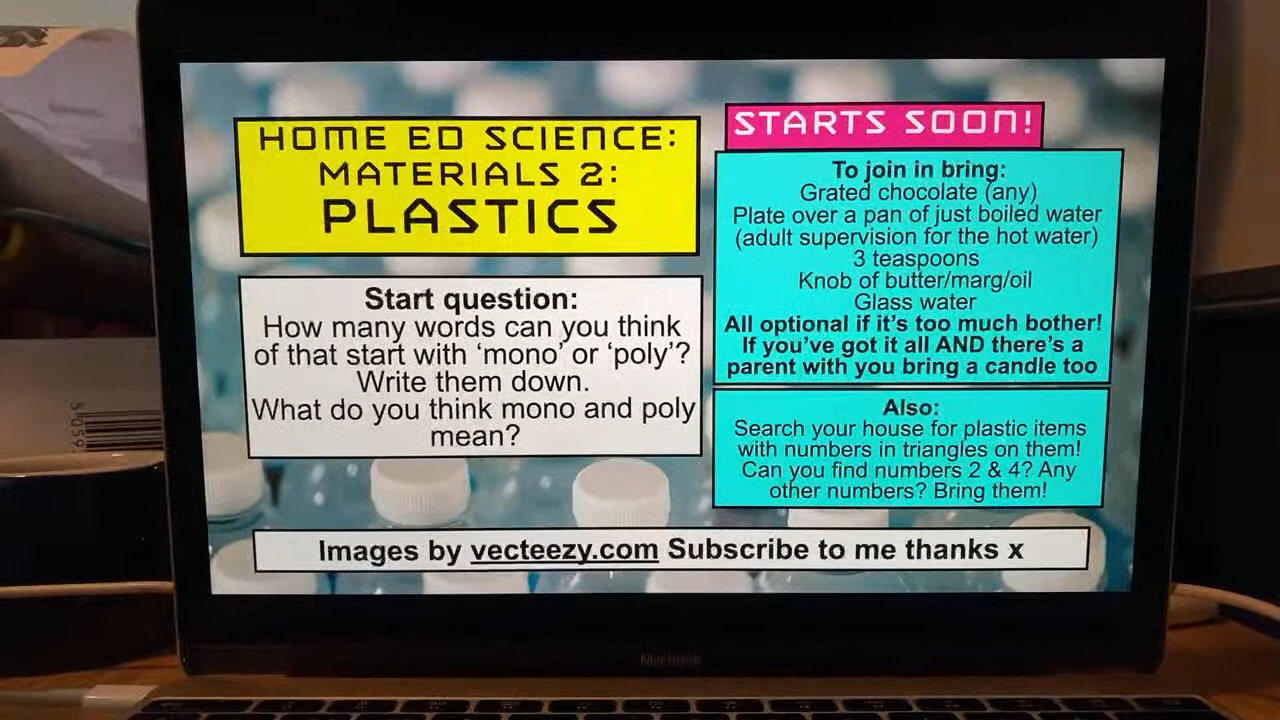 HOME ED SCIENCE:
MATERIALS 2:
PLASTICS
Start question:
How many words can you think
of that start with ‘mono’ or ‘poly’?
Write them down.
What do you think mono and poly
mean?
STARTS SOON!
To join in bring:
Grated chocolate (any)
Plate over a pan of just boiled water
(adult supervision for the hot water)
3 teaspoons
Knob of butter/marg/oil
Glass water
All optional if it’s too much bother!
If you’ve got it all AND there’s a
parent with you bring a candle too
Also:
Search your house for plastic items
with numbers in triangles on them!
Can you find numbers 2 & 4? Any
other numbers? Bring them!
Images by vecteezy.com Subscribe to me thanks x
MacBook